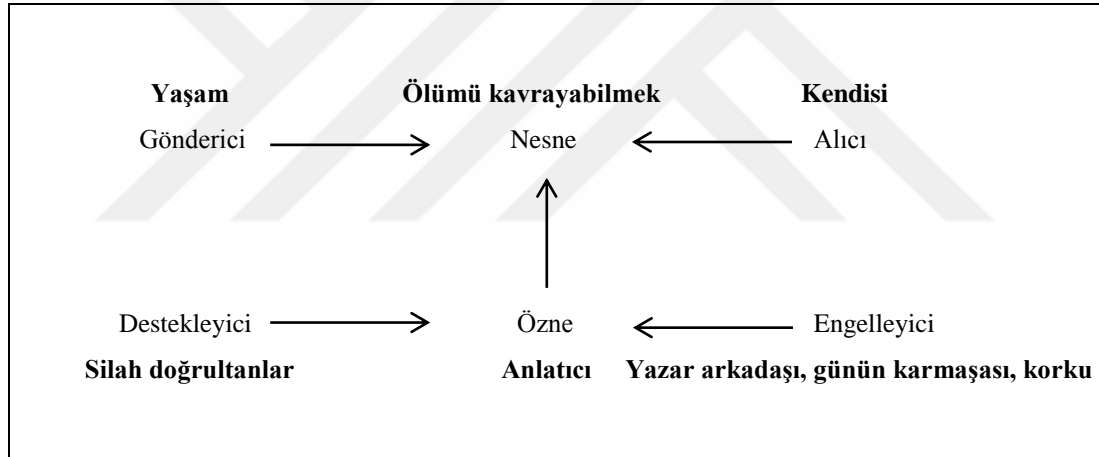 Yaşam Ölümü kavrayabilmek Kendisi
Gönderici Nesne Alıcı
Destekleyici Özne Engelleyici
Silah doğrultanlar Anlatıcı Yazar arkadaşı, günün karmaşası, korku